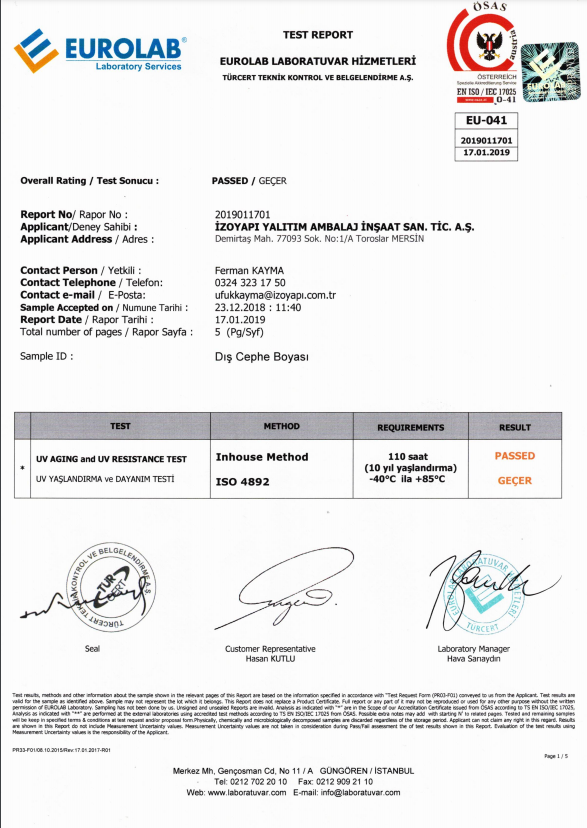 EUROLAB®
Laboratory Services
TEST REPORT
EUROLAB LABORATUVAR HİZMETLERİ
TÜRCERT TEKNİK KONTROL VE BELGELENDİRME A.Ş.
ÖSAS
Austria
ÖSTERREICH
EN ISO / IEC 17025
0-41
EUROLAB
EU-041
2019011701
17.01.2019
Overall Rating / Test Sonucu : PASSED / GEÇER
Report No/ Rapor No : 2019011701
Applicant/Deney Sahibi : İZOYAPI YALITIM AMBALAJ İNŞAAT SAN. TİC. A.Ş.
Applicant Address / Adres : Demirtaş Mah. 77093 Sok. No:1/A Toroslar MERSİN
Contact Person / Yetkili : Ferman KAYMA
Contact Telephone / Telefon: 0324 323 17 50
Contact e-mail / E-Posta: ufukkayma@izoyapı.com.tr
Sample Accepted on / Numune Tarihi : 23.12.2018 : 11:40
Report Date / Rapor Tarihi : 17.01.2019
Total number of pages / Rapor Sayfa : 5 (Pg/Syf)
Sample ID : Dış Cephe Boyası
TEST METHOD REQUIREMENTS RESULT
* UV AGING and UV RESISTANCE TEST Inhouse Method 110 saat PASSED
(10 yıl yaşlandırma)
UV YAŞLANDIRMA ve DAYANIM TESTİ ISO 4892 -40°C ila +85°C GEÇER
TÜRCERT TEKNİK KONTROL VE BELGELENDİRME A.Ş.
TÜRCERT
EUROLAB LABORATUVAR HİZMETLERİ
TÜRCERT
Seal
Customer Representative
Hasan KUTLU
Laboratory Manager
Hava Sanaydın
Test results, methods and other information about the sample shown in the relevant pages of this Report are based on the information specified in accordance with "Test Request Form (PR03-F01) conveyed to us from the Applicant. Test results are
valid for the sample as identified above. Sample may not represent the lot which it belongs. This Report does not replace a Product Certificate. Full report or any part of it may not be reproduced or used for any other purpose without the written
permission of EUROLAB Laboratory. Sampling has not been done by us. Unsigned and unsealed Reports are invalid. Analysis as indicated with "*" are in the Scope of our Accreditation Certificate issued from ÖSAS according to TS EN ISO/IEC 17025.
Analysis as indicated with "**" are performed at the external laboratories using accredited test methods according to TS EN ISO/IEC 17025. Possible extra notes may add with starting IV to related pages. Tested and remaining samples
will be keep in specified terms & conditions at test request and/or proposal form.Physically, chemically and microbiologically decomposed samples are discarded regardless of the storage period. Applicant can not claim any right in this regard. Results
are shown in this Report do not include Measurement Uncertainty values. Measurement Uncertainty values are not taken in consideration during Pass/Fail assessment the of test results shown in this Report. Evaluation of test results using
Measurement Uncertainty values is the responsibility of the Applicant.
PR33-F01/08.10.2015/Rev 17.01.2017-R01
Page 1 / 5
Merkez Mh, Gençosman Cd, No 11 / A GÜNGÖREN / İSTANBUL
Tel: 0212 702 20 10 Fax: 0212 909 21 10
Web: www.laboratuvar.com E-mail: info@laboratuvar.com